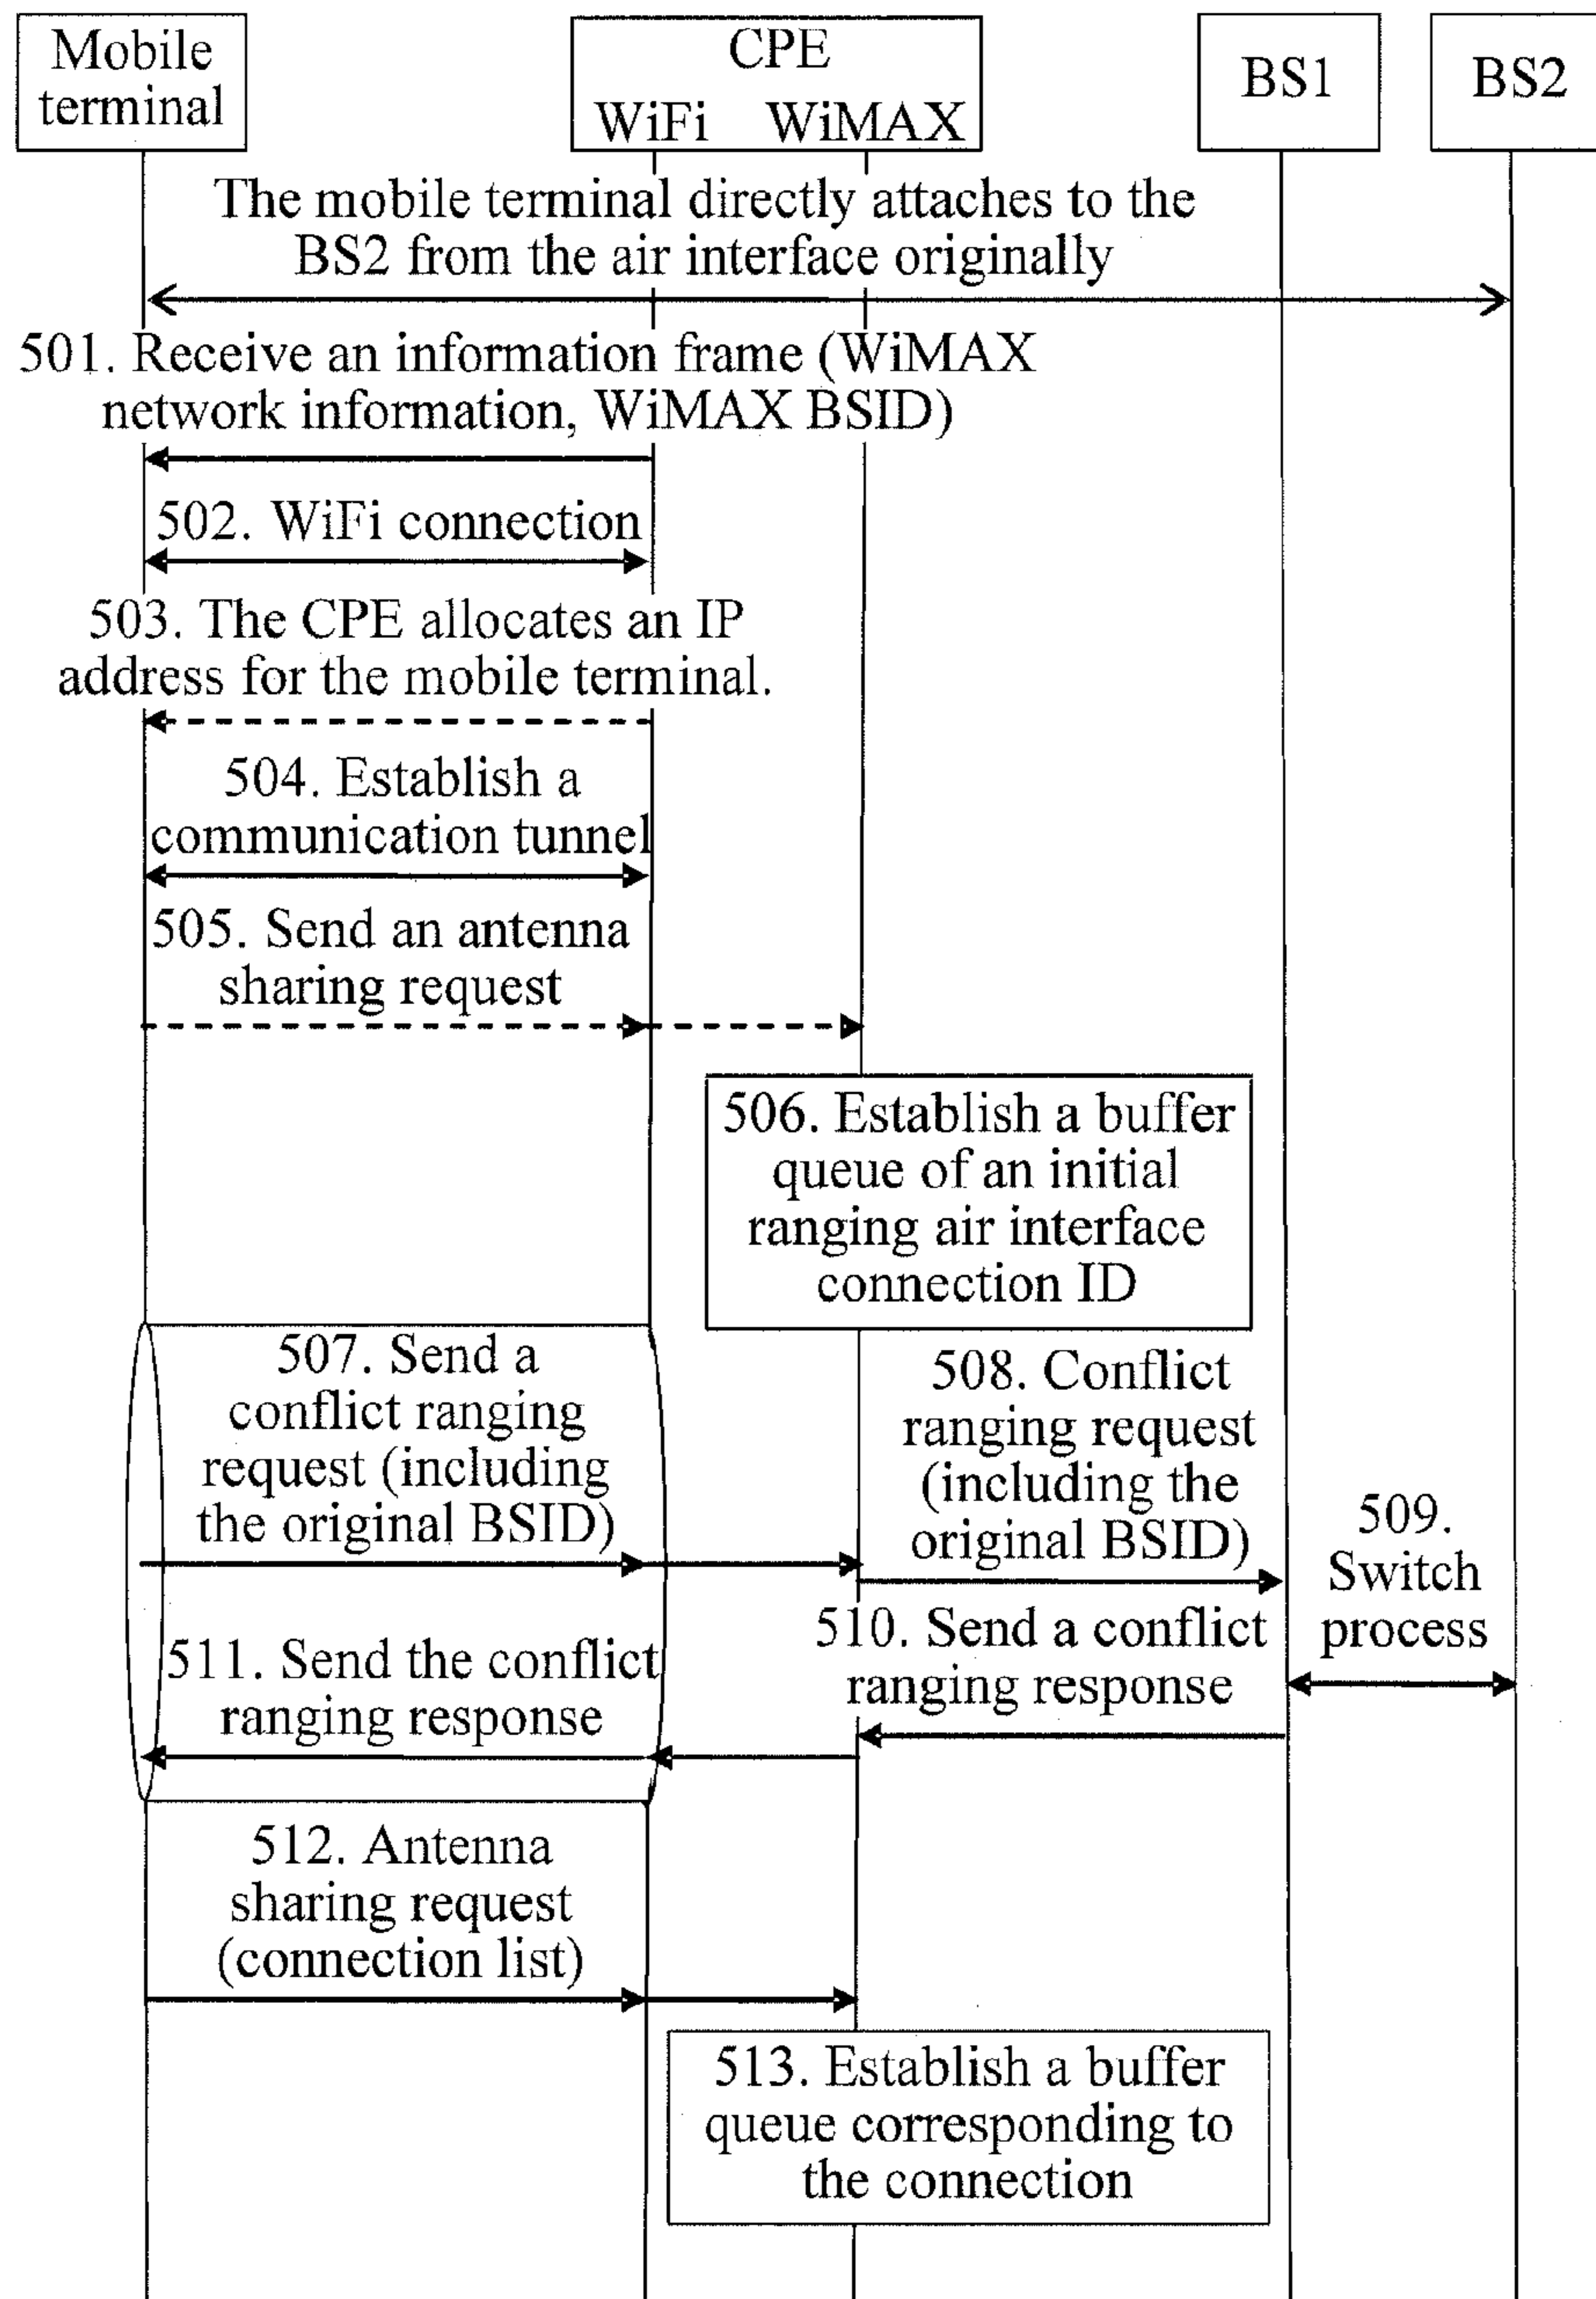 Mobile
terminal
CPE
WiFi WiMAX
BS1
BS2
The mobile terminal directly attaches to the
BS2 from the air interface originally
501. Receive an information frame (WiMAX
network information, WiMAX BSID)
502. WiFi connection
503. The CPE allocates an IP
address for the mobile terminal.
504. Establish a
communication tunnel
505. Send an antenna
sharing request
506. Establish a buffer
queue of an initial
ranging air interface
connection ID
507. Send a
conflict ranging
request (including
the original BSID)
508. Conflict
ranging request
(including the
original BSID)
509.
Switch
process
510. Send a conflict
ranging response
511. Send the conflict
ranging response
512. Antenna
sharing request
(connection list)
513. Establish a buffer
queue corresponding to
the connection